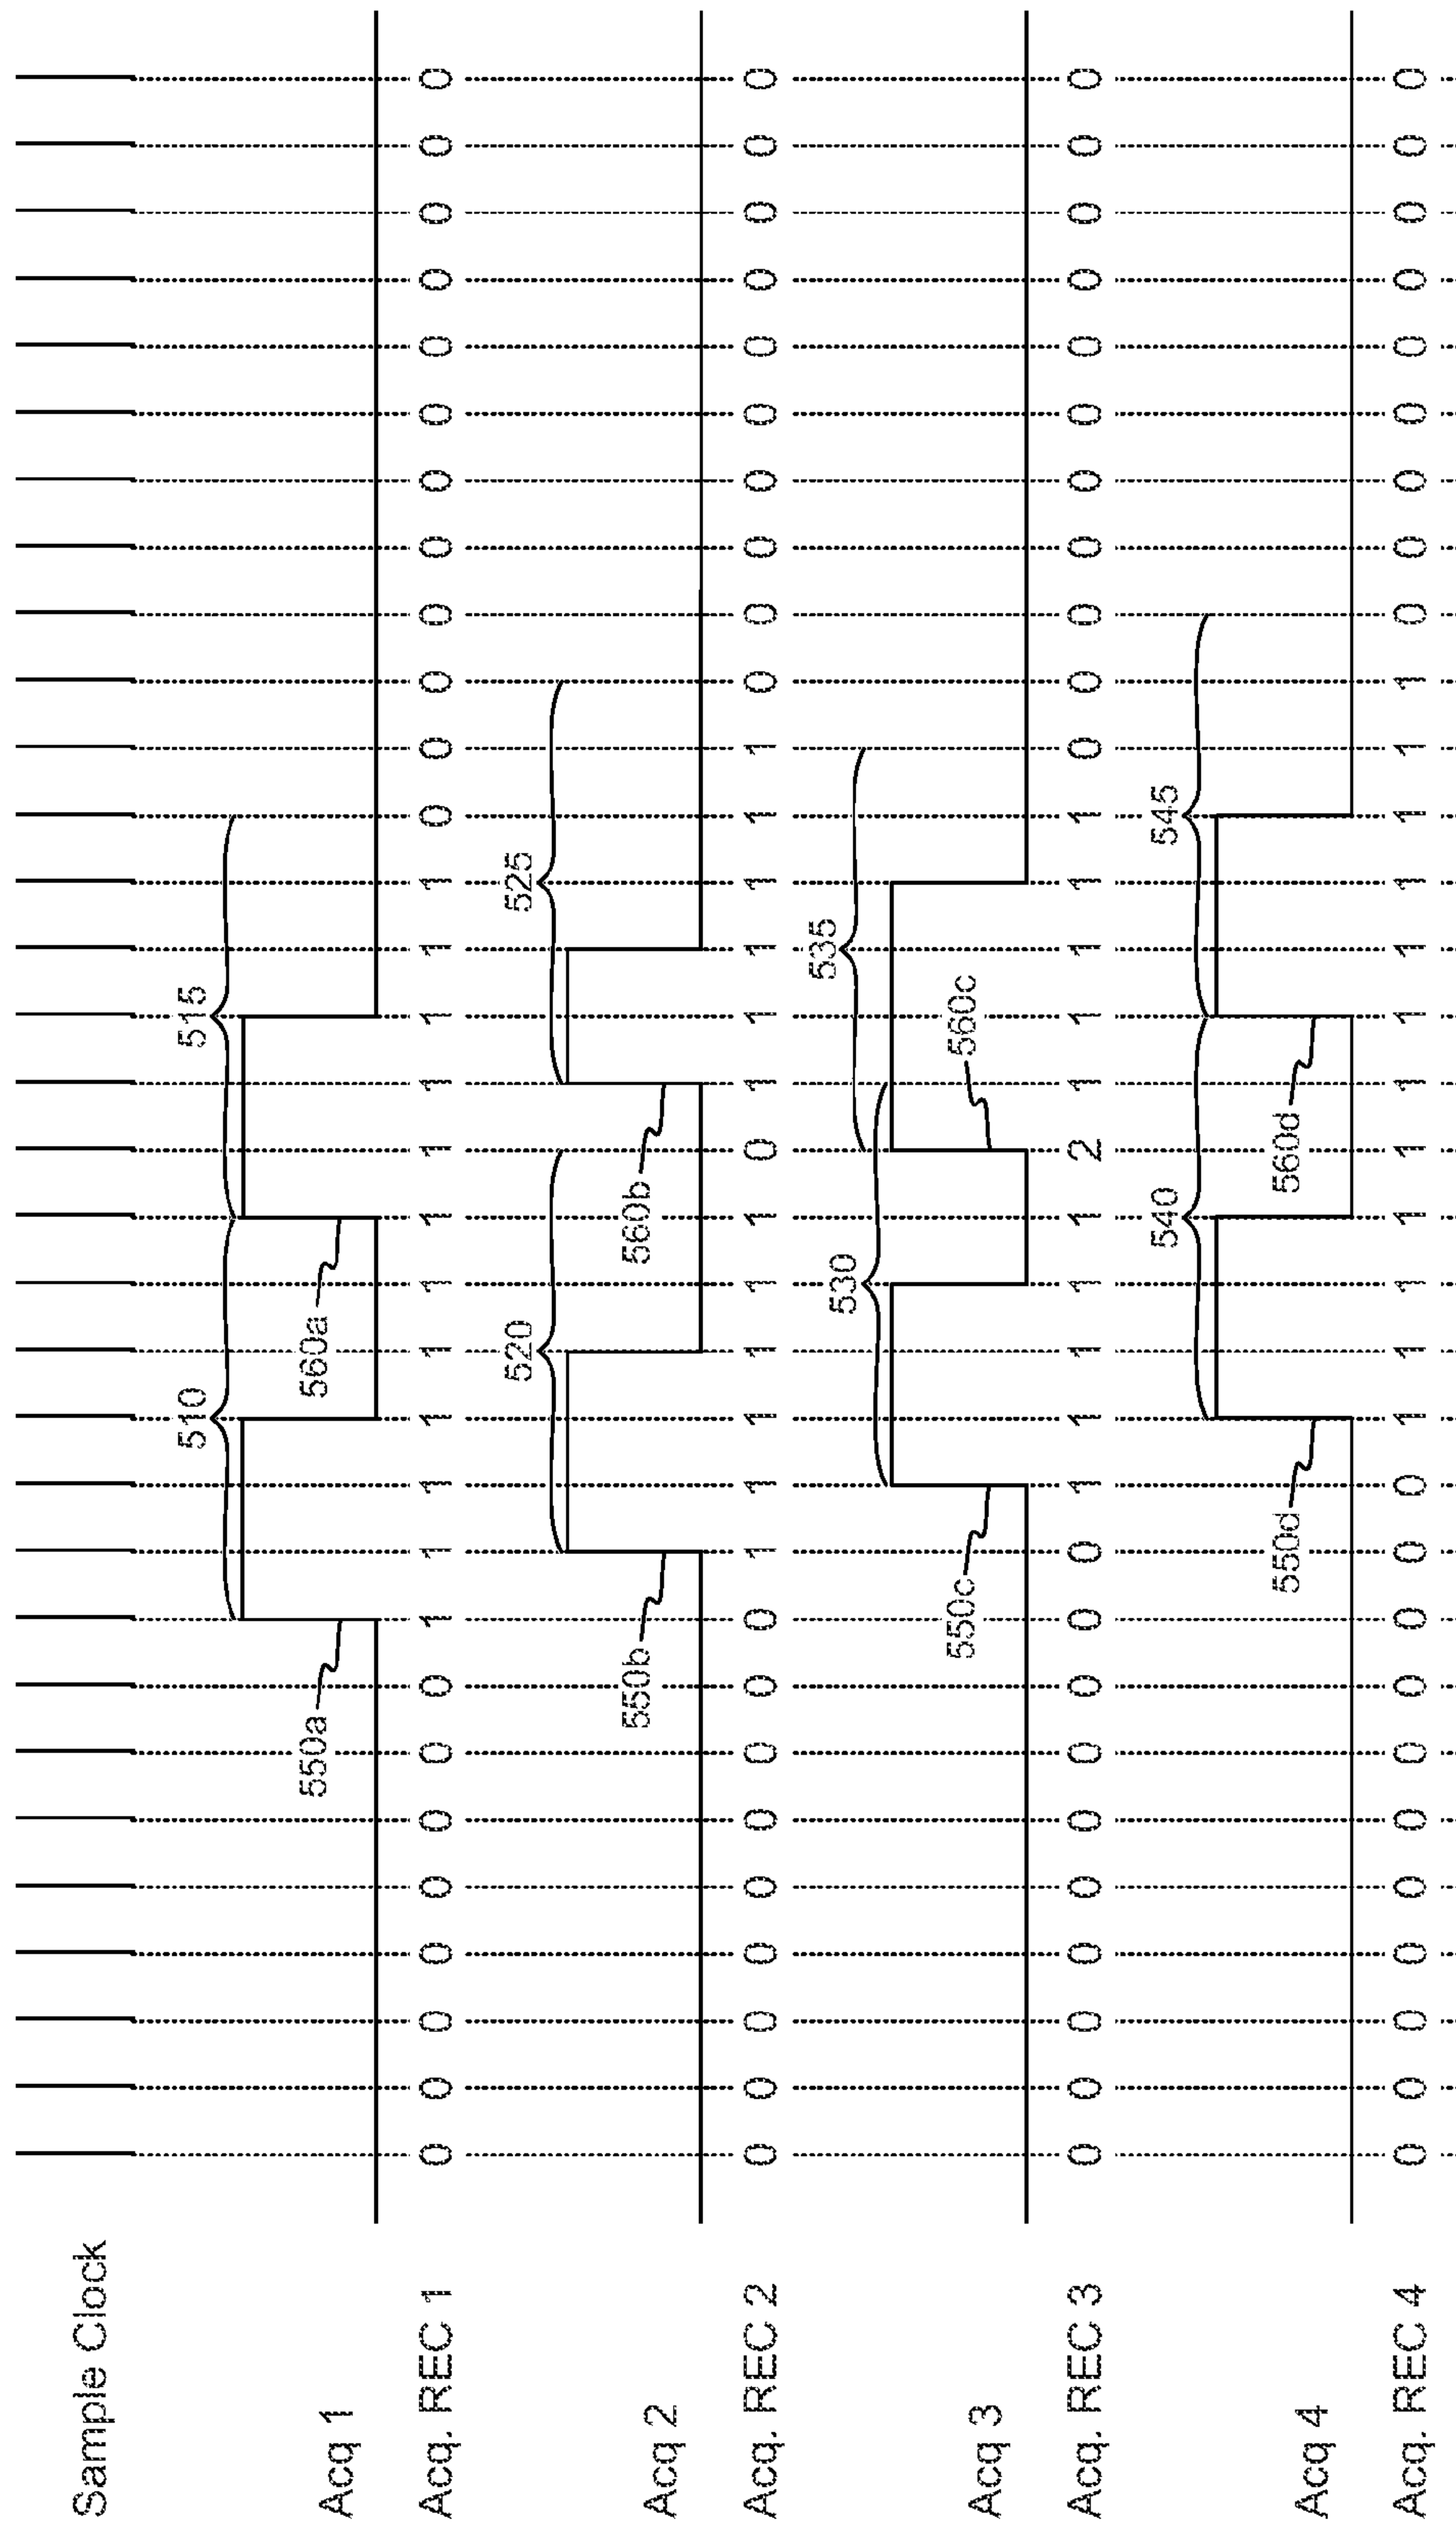 Sample Clock
510 515
550a 560a
Acq 1
Acq. REC 1 0 0 0 0 0 0 0 0 1 1 1 1 1 1 1 1 1 1 1 1 0 0 0 0 0 0 0 0 0 0 0 0
520 525
550b 560b
Acq 2
Acq. REC 2 0 0 0 0 0 0 0 0 0 1 1 1 1 1 1 0 1 1 1 1 1 1 0 0 0 0 0 0 0 0 0 0
530 535
550c 560c
Acq 3
Acq. REC 3 0 0 0 0 0 0 0 0 0 0 1 1 1 1 1 2 1 1 1 1 1 0 0 0 0 0 0 0 0 0 0 0
540 545
550d 560d
Acq 4
Acq. REC 4 0 0 0 0 0 0 0 0 0 0 0 1 1 1 1 1 1 1 1 1 1 1 1 0 0 0 0 0 0 0 0 0